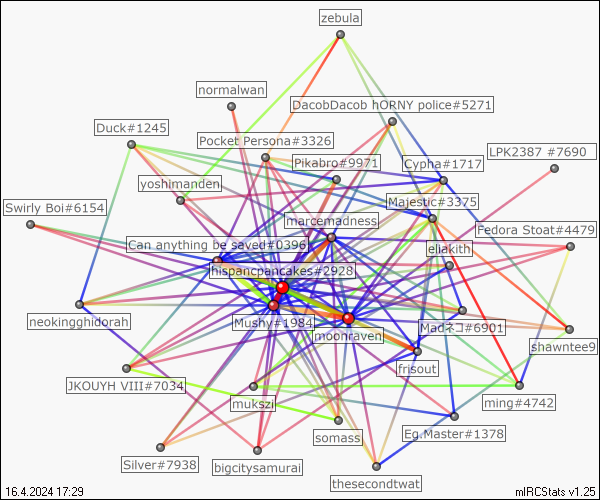 zebula
normalwan
DacobDacob hORNY police#5271
Duck#1245
Pocket Persona#3326
LPK2387 #7690
Pikabro#9971
Cypha#1717
yoshimanden
Majestic#3375
Swirly Boi#6154
marcemadness
Fedora Stoat#4479
Can anything be saved#0396
eliakith
hispancpancakes#2928
neokingghidorah
Mushy#1984
Madネコ#6901
moonraven
shawntee9
frisout
JKOUYH VIII#7034
mukszi
ming#4742
somass
Eg.Master#1378
Silver#7938
bigcitysamurai
thesecondtwat
16.4.2024 17:29
mIRCStats v1.25